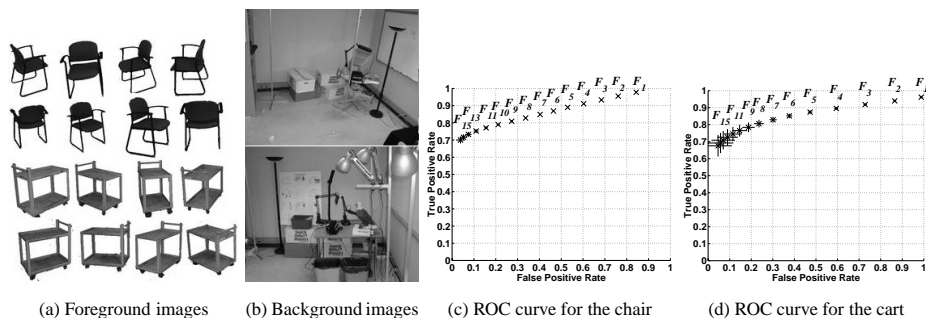 1
0.9
0.8
0.7
0.6
0.5
0.4
0.3
0.2
0.1
0
True Positive Rate
F15 F13 F11 F10 F9 F8 F7 F6 F5 F4 F3 F2 F1
0 0.1 0.2 0.3 0.4 0.5 0.6 0.7 0.8 0.9 1
False Positive Rate
1
0.9
0.8
0.7
0.6
0.5
0.4
0.3
0.2
0.1
0
True Positive Rate
F15 F11 F9 F8 F7 F6 F5 F4 F3 F2
0 0.1 0.2 0.3 0.4 0.5 0.6 0.7 0.8 0.9 1
False Positive Rate
(a) Foreground images
(b) Background images
(c) ROC curve for the chair
(d) ROC curve for the cart